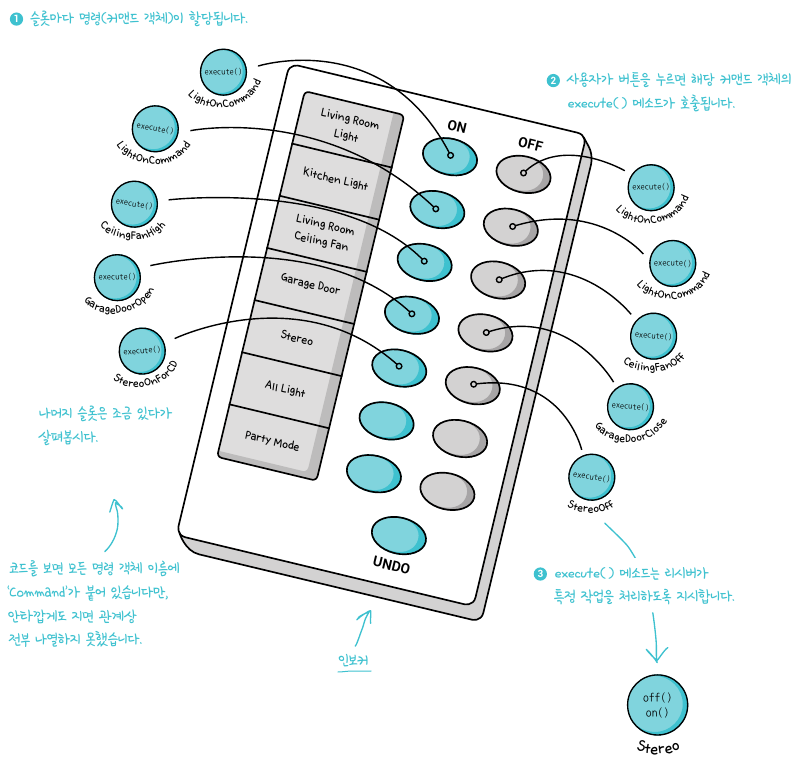 1 슬롯마다 명령(커맨드 객체)이 할당됩니다.
execute()
LightOnCommand
execute()
LightOnCommand
execute()
CeilingFanHigh
execute()
GarageDoorOpen
execute()
StereoOnForCD
나머지 슬롯은 조금 있다가
살펴봅시다.
코드를 보면 모든 명령 객체 이름에
'Command'가 붙어 있습니다만,
안타깝게도 지면 관계상
전부 나열하지 못했습니다.
Living Room
Light
Kitchen Light
Living Room
Ceiling Fan
Garage Door
Stereo
All Light
Party Mode
ON
OFF
UNDO
인보커
2 사용자가 버튼을 누르면 해당 커맨드 객체의
execute() 메소드가 호출됩니다.
execute()
LightOnCommand
execute()
LightOnCommand
execute()
CeilingFanOff
execute()
GarageDoorClose
execute()
StereoOff
3 execute() 메소드는 리시버가
특정 작업을 처리하도록 지시합니다.
off()
on()
Stereo